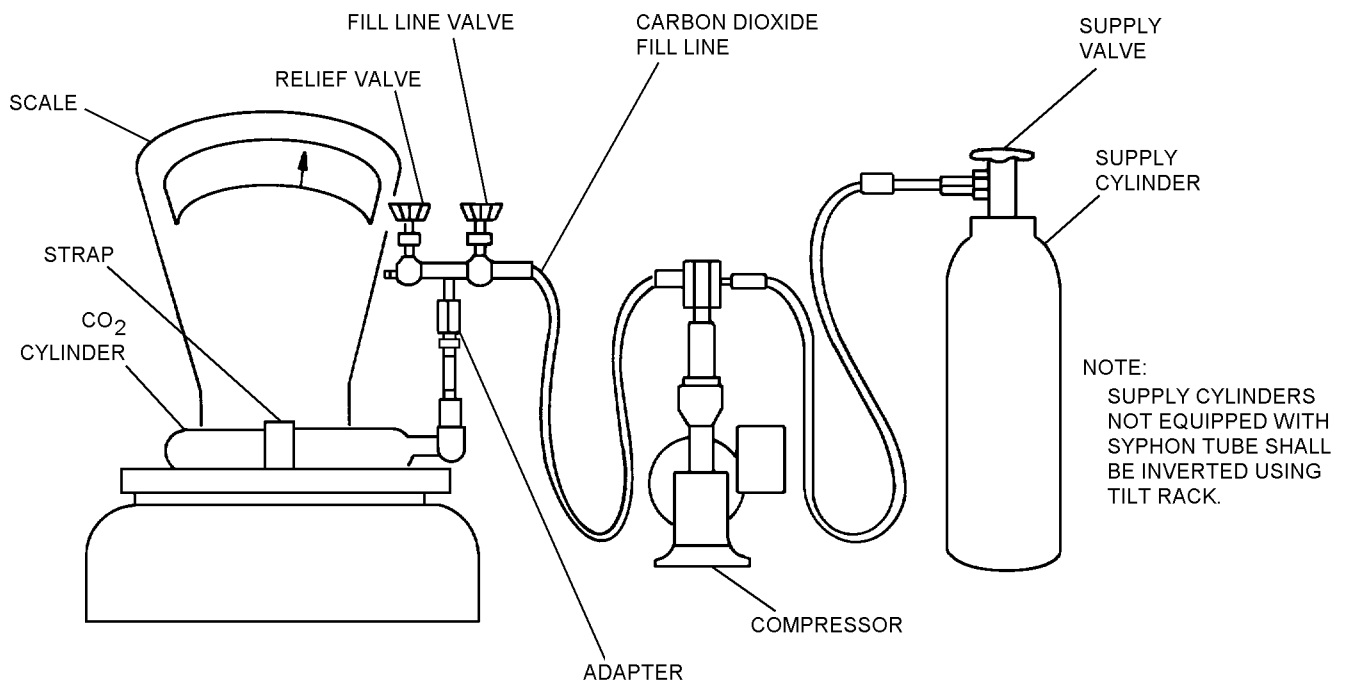 FILL LINE VALVE
CARBON DIOXIDE
FILL LINE
SUPPLY
VALVE
RELIEF VALVE
SCALE
SUPPLY
CYLINDER
STRAP
CO2
CYLINDER
NOTE:
SUPPLY CYLINDERS
NOT EQUIPPED WITH
SYPHON TUBE SHALL
BE INVERTED USING
TILT RACK.
COMPRESSOR
ADAPTER